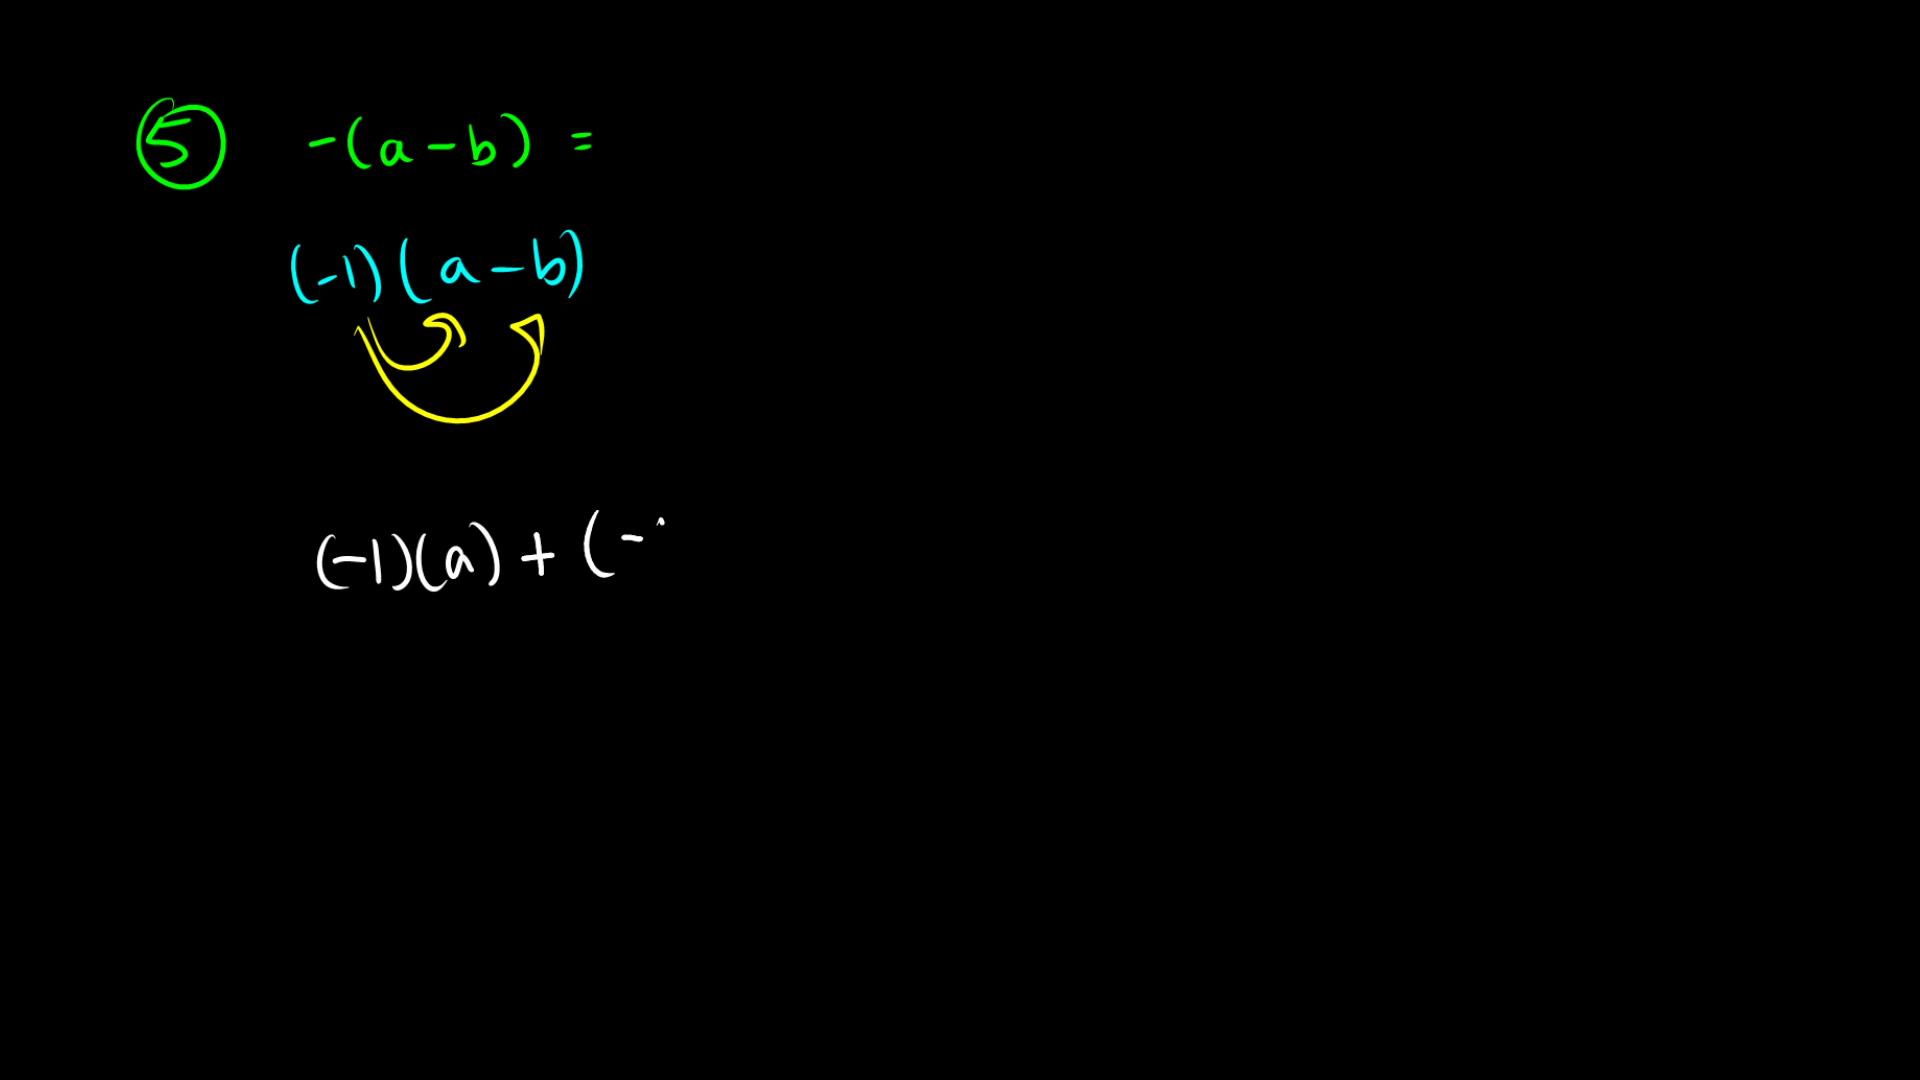 ⑤ -(a-b) =
(-1)(a-b)
(-1)(a) + (-